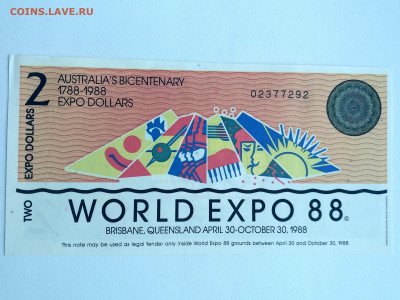 COINS.LAVE.RU
2
AUSTRALIA'S BICENTENARY
1788-1988
EXPO DOLLARS
02377292
TWO EXPO DOLLARS
WORLD EXPO 88
BRISBANE, QUEENSLAND APRIL 30-OCTOBER 30, 1988
This note may be used as legal tender only inside World Expo 88 grounds between April 30 and October 30, 1988